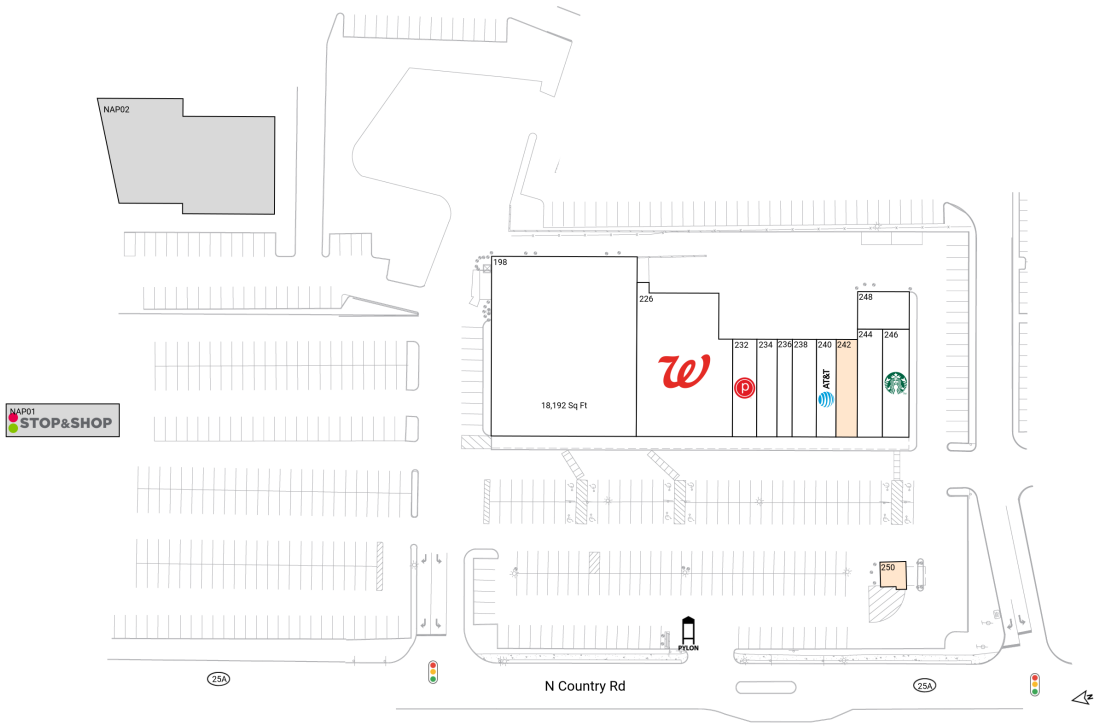 NAP02
198
226
248
232
234
236
238
240
242
244
246
W
p
AT&T
NAP01
STOP&SHOP
18,192 Sq Ft
250
PYLON
25A
N Country Rd
25A
N